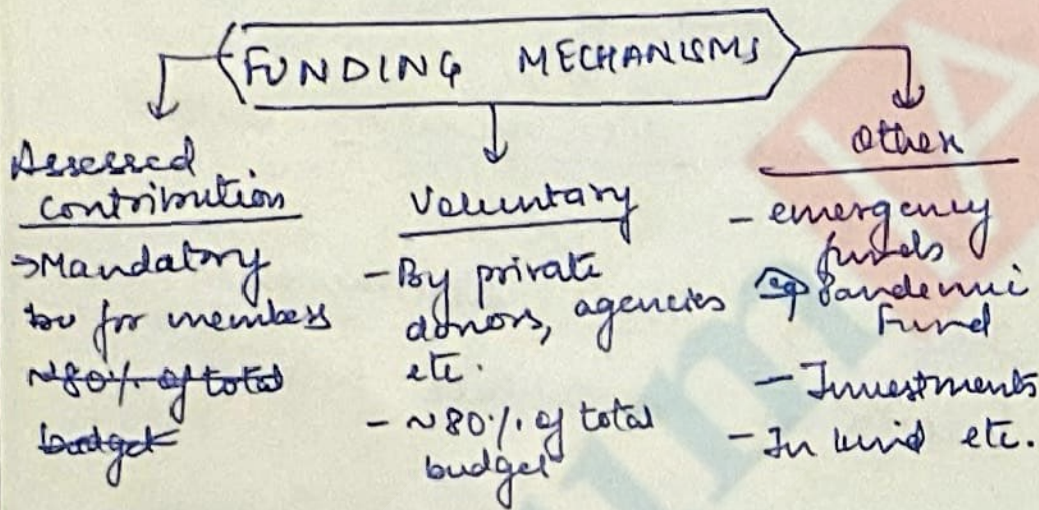 FUNDING MECHANISMS
Assessed
contribution
→Mandatory
for members
~80% of total
budget
Voluntary
- By private
donors, agencies
etc.
- ~80% of total
budget
Other
- emergency
funds
eg Pandemic
Fund
- Investments
- In kind etc.